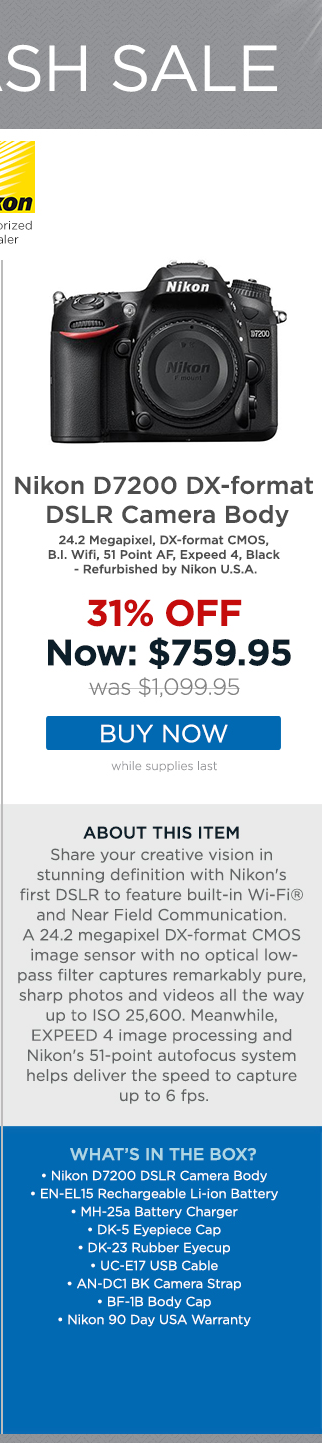 SH SALE
kon
orized
aler
Nikon
D7200
Nikon
Nikon D7200 DX-format
DSLR Camera Body
24.2 Megapixel, DX-format CMOS,
B.I. Wifi, 51 Point AF, Expeed 4, Black
- Refurbished by Nikon U.S.A.
31% OFF
Now: $759.95
was $1,099.95
BUY NOW
while supplies last
ABOUT THIS ITEM
Share your creative vision in
stunning definition with Nikon's
first DSLR to feature built-in Wi-Fi®
and Near Field Communication.
A 24.2 megapixel DX-format CMOS
image sensor with no optical low-
pass filter captures remarkably pure,
sharp photos and videos all the way
up to ISO 25,600. Meanwhile,
EXPEED 4 image processing and
Nikon's 51-point autofocus system
helps deliver the speed to capture
up to 6 fps.
WHAT'S IN THE BOX?
• Nikon D7200 DSLR Camera Body
• EN-EL15 Rechargeable Li-ion Battery
• MH-25a Battery Charger
• DK-5 Eyepiece Cap
• DK-23 Rubber Eyecup
• UC-E17 USB Cable
• AN-DC1 BK Camera Strap
• BF-1B Body Cap
• Nikon 90 Day USA Warranty